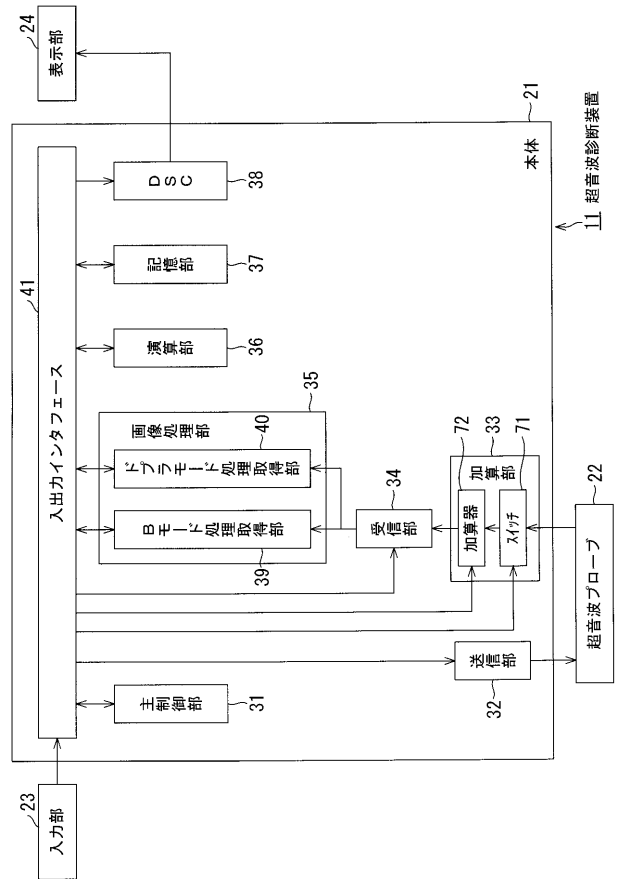 23
入力部
24
表示部
41
入出力インタフェース
主制御部
31
送信部
32
画像処理部
35
Bモード処理取得部
39
ドプラモード処理取得部
40
受信部
34
加算部
33
加算器
72
スイッチ
71
演算部
36
記憶部
37
DSC
38
本体
21
超音波プローブ
22
11 超音波診断装置